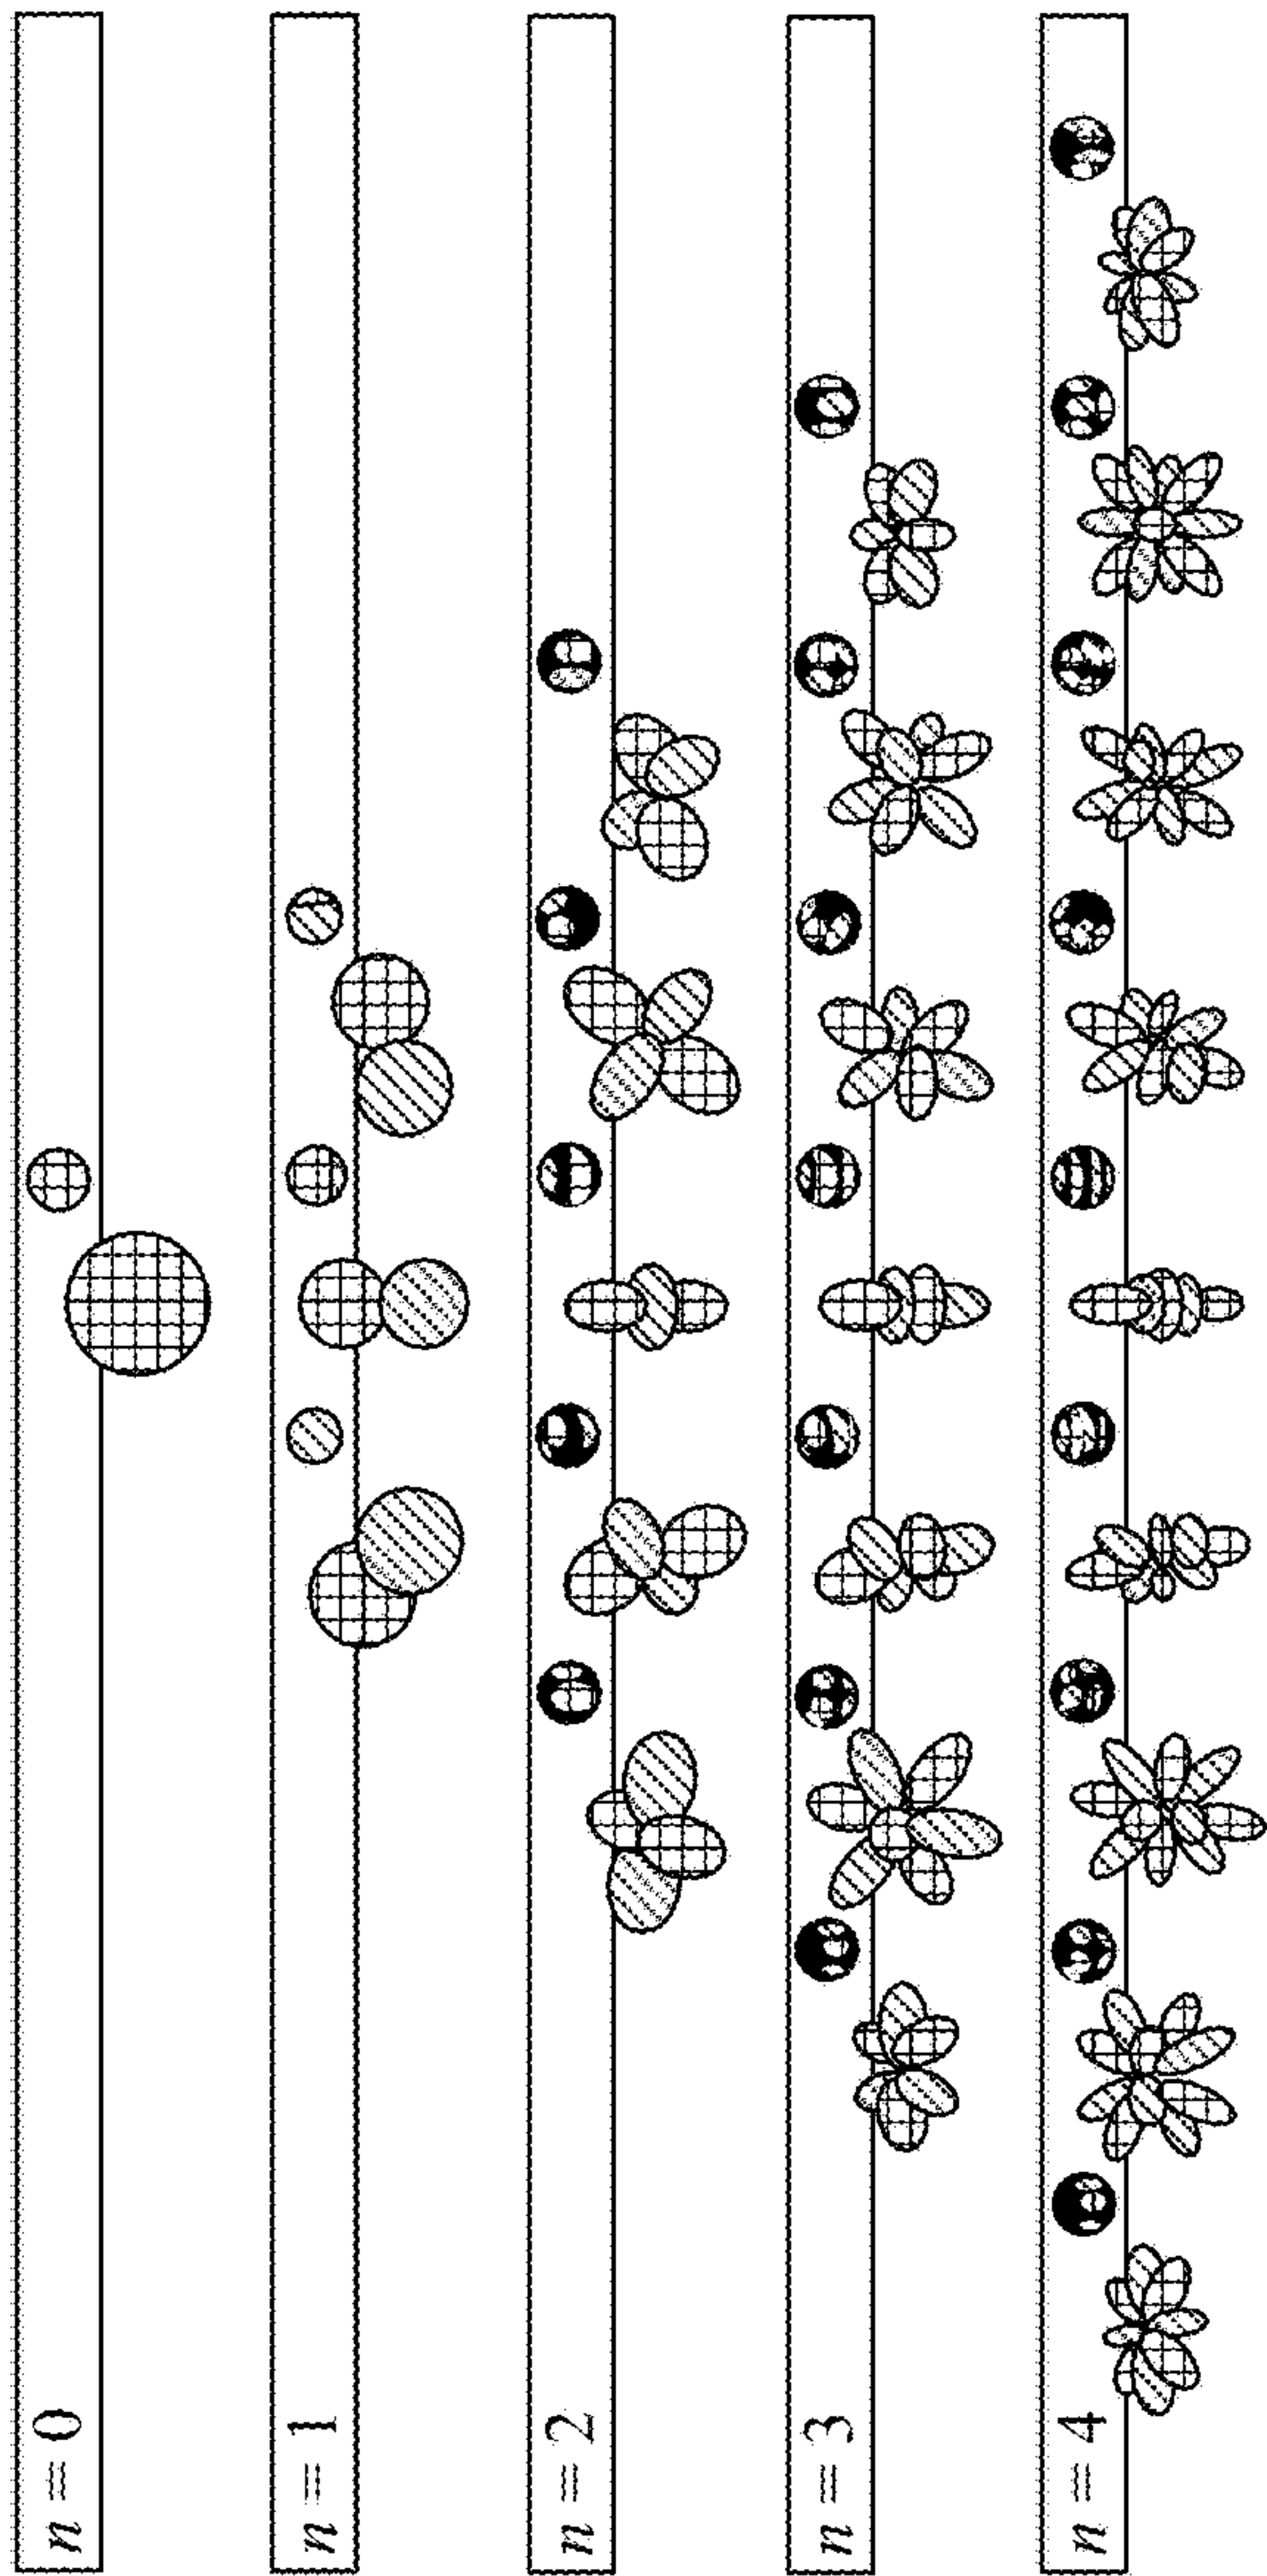 n = 0
n = 1
n = 2
n = 3
n = 4